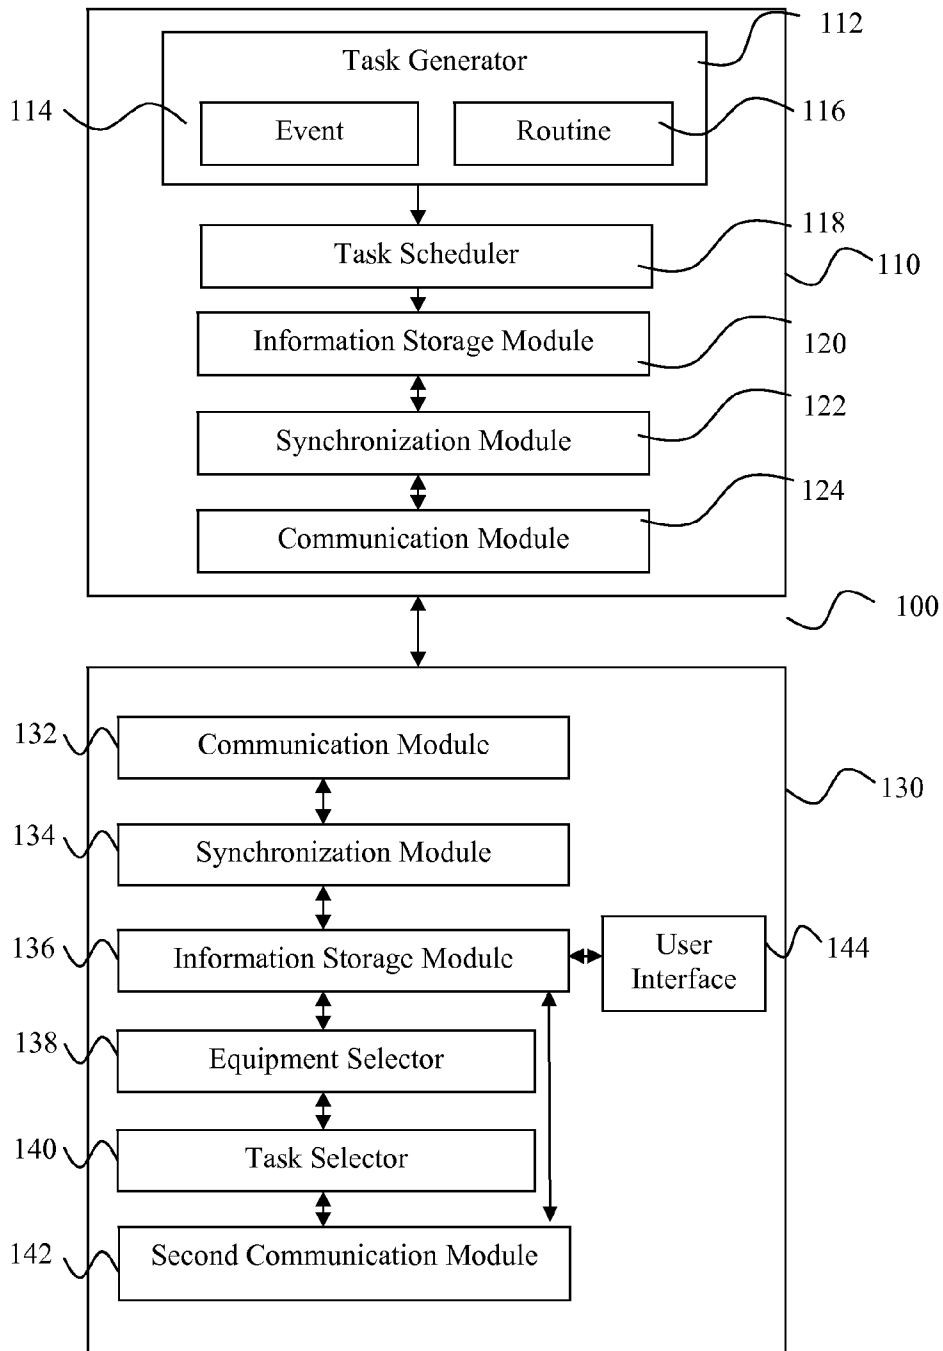 112
Task Generator
114
Event
Routine
116
118
Task Scheduler
110
Information Storage Module
120
122
Synchronization Module
124
Communication Module
100
132
Communication Module
130
134
Synchronization Module
136
Information Storage Module
User
Interface
144
138
Equipment Selector
140
Task Selector
142
Second Communication Module